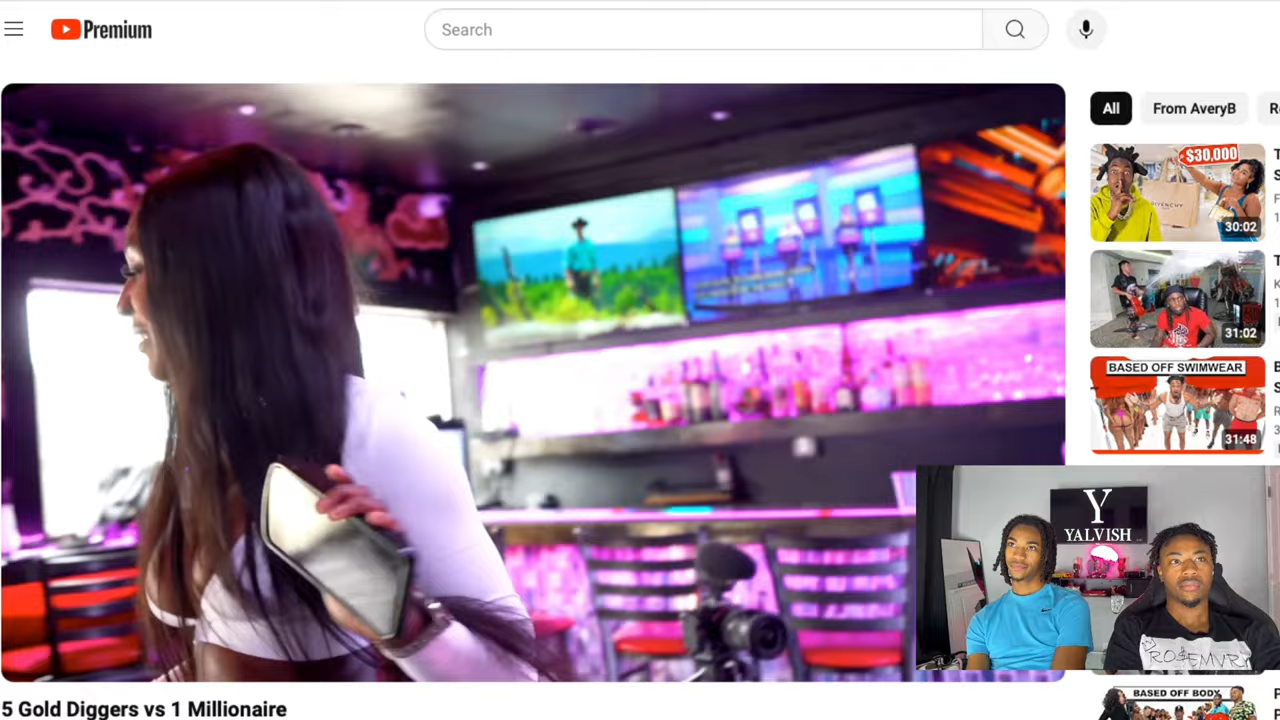 Premium
Search
All
From AveryB
$30,000
GIVENCHY
30:02
31:02
BASED OFF SWIMWEAR
31:48
Y
YALVISH
BASED OFF BODY
5 Gold Diggers vs 1 Millionaire